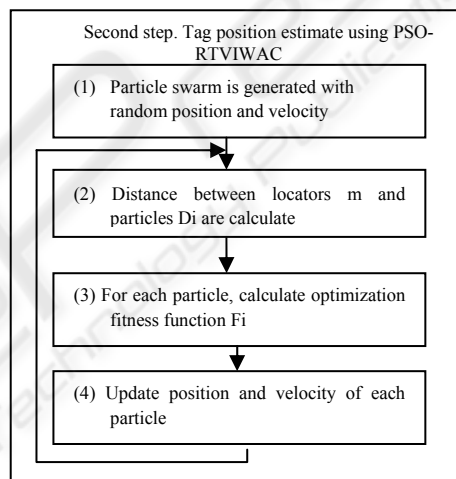 Second step. Tag position estimate using PSO-
RTVIWAC
(1) Particle swarm is generated with
random position and velocity
(2) Distance between locators m and
particles Di are calculate
(3) For each particle, calculate optimization
fitness function Fi
(4) Update position and velocity of each
particle
Technology Publicatio